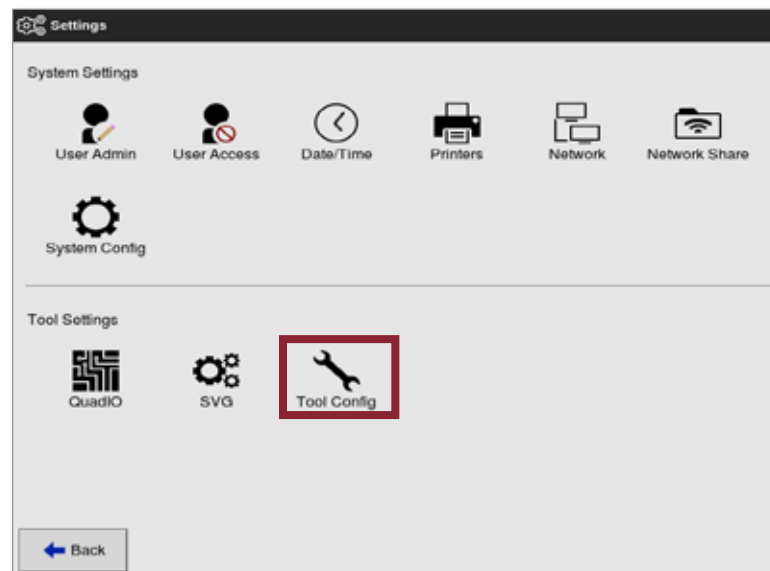 Settings
System Settings
User Admin
User Access
Date/Time
Printers
Network
Network Share
System Config
Tool Settings
QuadIO
SVG
Tool Config
Back